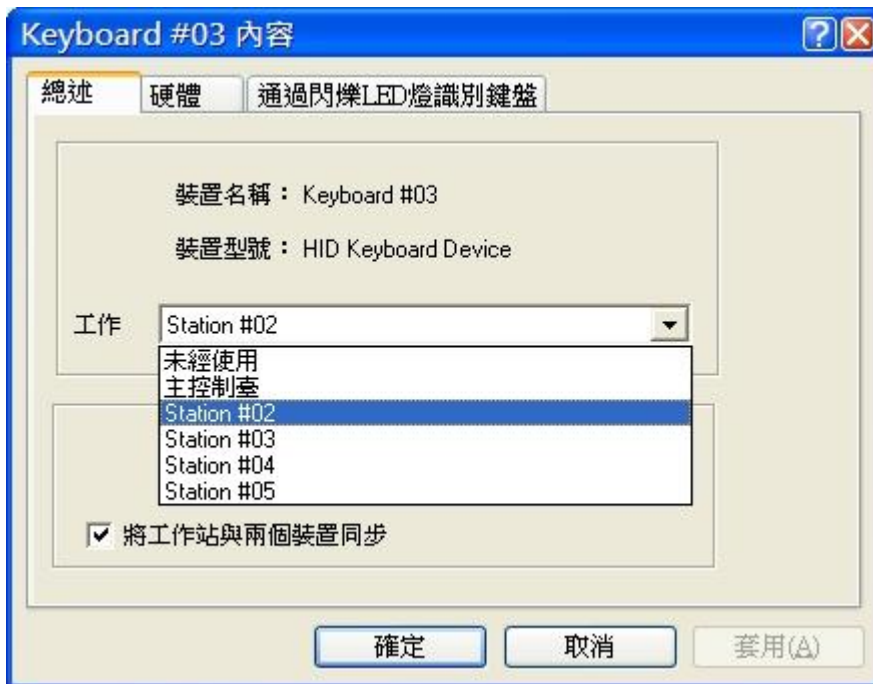 Keyboard #03 內容
總述 硬體 通過閃爍LED燈識別鍵盤
裝置名稱： Keyboard #03
裝置型號： HID Keyboard Device
工作 Station #02
未經使用
主控制臺
Station #02
Station #03
Station #04
Station #05
將工作站與兩個裝置同步
確定 取消 套用(A)